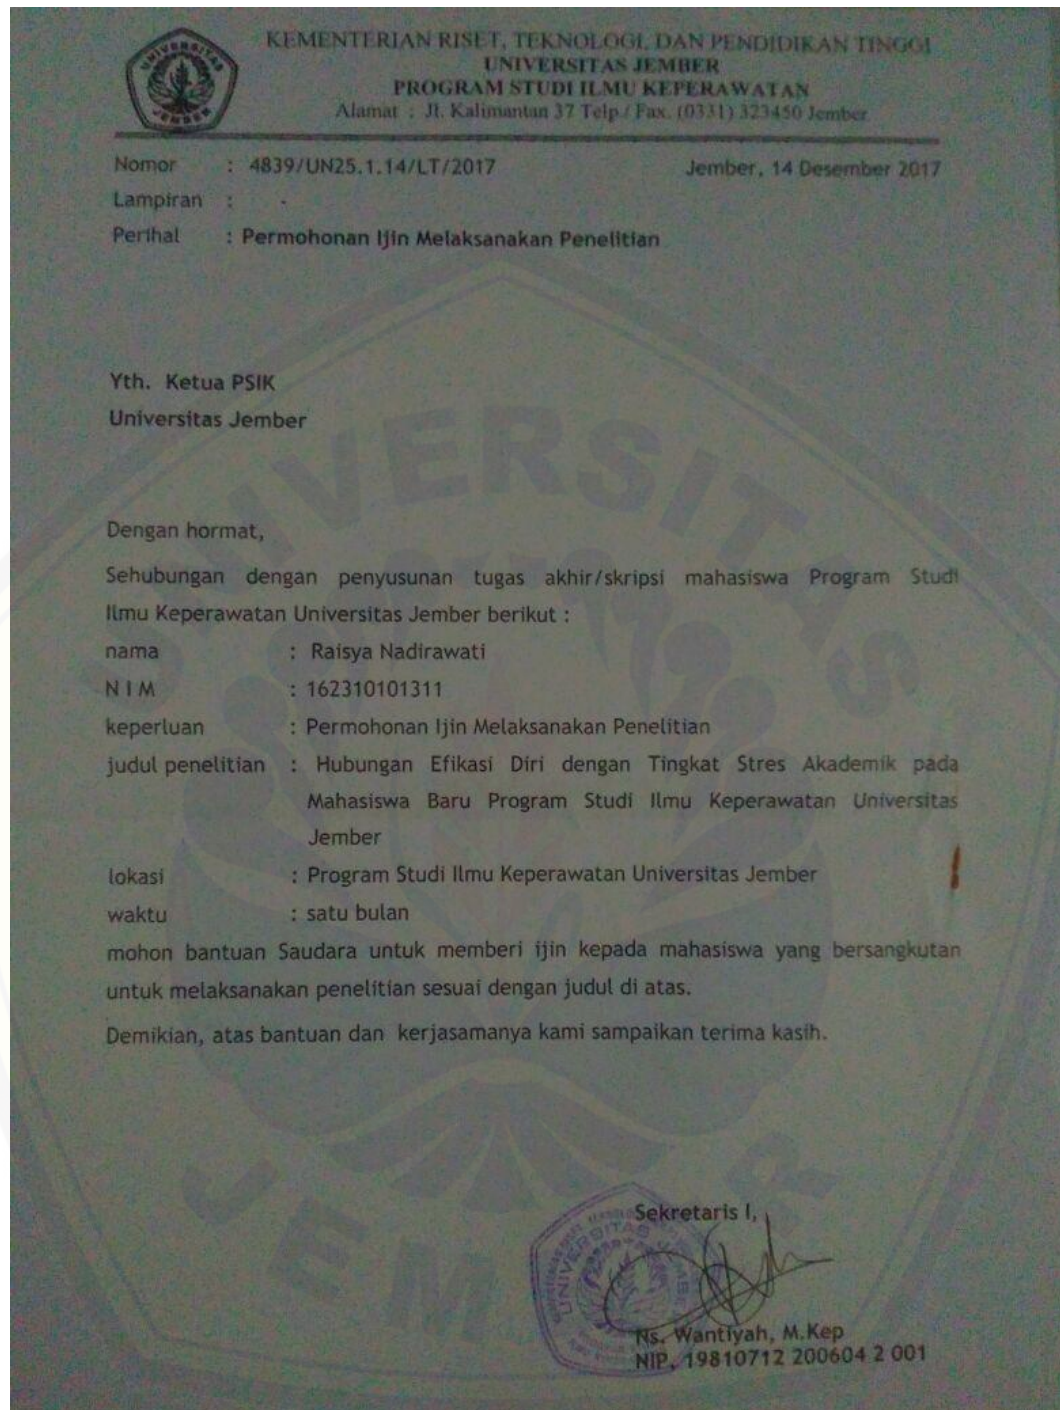 KEMENTERIAN RISET, TEKNOLOGI, DAN PENDIDIKAN TINGGI
UNIVERSITAS JEMBER
PROGRAM STUDI ILMU KEPERAWATAN
Alamat : Jl. Kalimantan 37 Telp / Fax. (0331) 323450 Jember
UNIVERSITAS
JEMBER
Nomor : 4839/UN25.1.14/LT/2017 Jember, 14 Desember 2017
Lampiran : -
Perihal : Permohonan Ijin Melaksanakan Penelitian
Yth. Ketua PSIK
Universitas Jember
Dengan hormat,
Sehubungan dengan penyusunan tugas akhir/skripsi mahasiswa Program Studi
Ilmu Keperawatan Universitas Jember berikut :
nama : Raisya Nadirawati
N I M : 162310101311
keperluan : Permohonan Ijin Melaksanakan Penelitian
judul penelitian : Hubungan Efikasi Diri dengan Tingkat Stres Akademik pada
Mahasiswa Baru Program Studi Ilmu Keperawatan Universitas
Jember
lokasi : Program Studi Ilmu Keperawatan Universitas Jember
waktu : satu bulan
mohon bantuan Saudara untuk memberi ijin kepada mahasiswa yang bersangkutan
untuk melaksanakan penelitian sesuai dengan judul di atas.
Demikian, atas bantuan dan kerjasamanya kami sampaikan terima kasih.
Sekretaris I,
UNIVERSITAS
Ns. Wantiyah, M.Kep
NIP. 19810712 200604 2 001
UNIVERSITAS
JEMBER